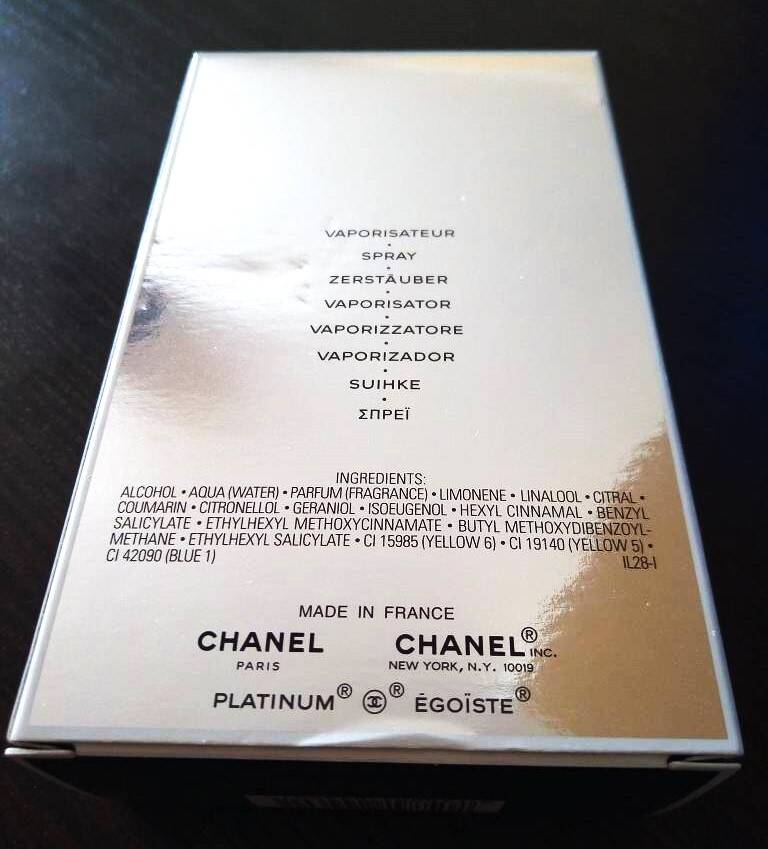 VAPORISATEUR
•
SPRAY
•
ZERSTÄUBER
•
VAPORISATOR
•
VAPORIZZATORE
•
VAPORIZADOR
•
SUIHKE
•
ΣΠΡΕΪ
INGREDIENTS:
ALCOHOL • AQUA (WATER) • PARFUM (FRAGRANCE) • LIMONENE • LINALOOL • CITRAL •
COUMARIN • CITRONELLOL • GERANIOL • ISOEUGENOL • HEXYL CINNAMAL • BENZYL
SALICYLATE • ETHYLHEXYL METHOXYCINNAMATE • BUTYL METHOXYDIBENZOYL-
METHANE • ETHYLHEXYL SALICYLATE • CI 15985 (YELLOW 6) • CI 19140 (YELLOW 5) •
CI 42090 (BLUE 1) IL28-I
MADE IN FRANCE
CHANEL CHANEL® INC.
PARIS NEW YORK, N.Y. 10019
PLATINUM® ® ÉGOÏSTE®